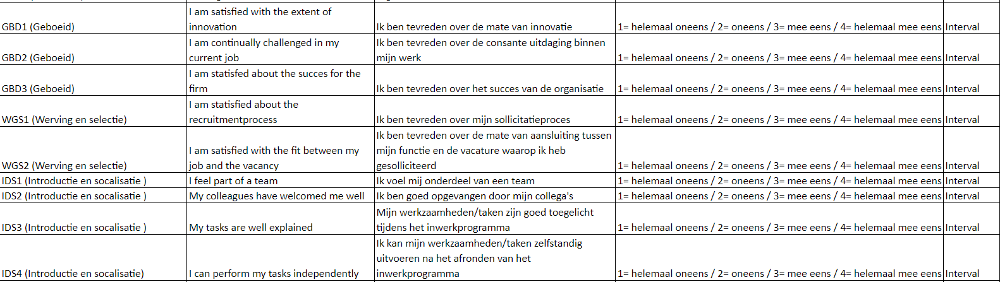 I am satisfied with the extent of
GBD1 (Geboeid) innovation Ik ben tevreden over de mate van innovatie 1= helemaal oneens / 2= oneens / 3= mee eens / 4= helemaal mee eens Interval
I am continually challenged in my Ik ben tevreden over de consante uitdaging binnen
GBD2 (Geboeid) current job mijn werk 1= helemaal oneens / 2= oneens / 3= mee eens / 4= helemaal mee eens Interval
I am statisfed about the succes for the
GBD3 (Geboeid) firm Ik ben tevreden over het succes van de organisatie 1= helemaal oneens / 2= oneens / 3= mee eens / 4= helemaal mee eens Interval
I am statisfied about the
WGS1 (Werving en selectie) recruitmentprocess Ik ben tevreden over mijn sollicitatieproces 1= helemaal oneens / 2= oneens / 3= mee eens / 4= helemaal mee eens Interval
Ik ben tevreden over de mate van aansluiting tussen
I am satisfied with the fit between my mijn functie en de vacature waarop ik heb
WGS2 (Werving en selectie) job and the vacancy gesolliciteerd 1= helemaal oneens / 2= oneens / 3= mee eens / 4= helemaal mee eens Interval
IDS1 (Introductie en socalisatie ) I feel part of a team Ik voel mij onderdeel van een team 1= helemaal oneens / 2= oneens / 3= mee eens / 4= helemaal mee eens Interval
IDS2 (Introductie en socalisatie ) My colleagues have welcomed me well Ik ben goed opgevangen door mijn collega's 1= helemaal oneens / 2= oneens / 3= mee eens / 4= helemaal mee eens Interval
Mijn werkzaamheden/taken zijn goed toegelicht
IDS3 (Introductie en socalisatie ) My tasks are well explained tijdens het inwerkprogramma 1= helemaal oneens / 2= oneens / 3= mee eens / 4= helemaal mee eens Interval
Ik kan mijn werkzaamheden/taken zelfstandig
uitvoeren na het afronden van het
IDS4 (Introductie en socalisatie) I can perform my tasks independently inwerkprogramma 1= helemaal oneens / 2= oneens / 3= mee eens / 4= helemaal mee eens Interval